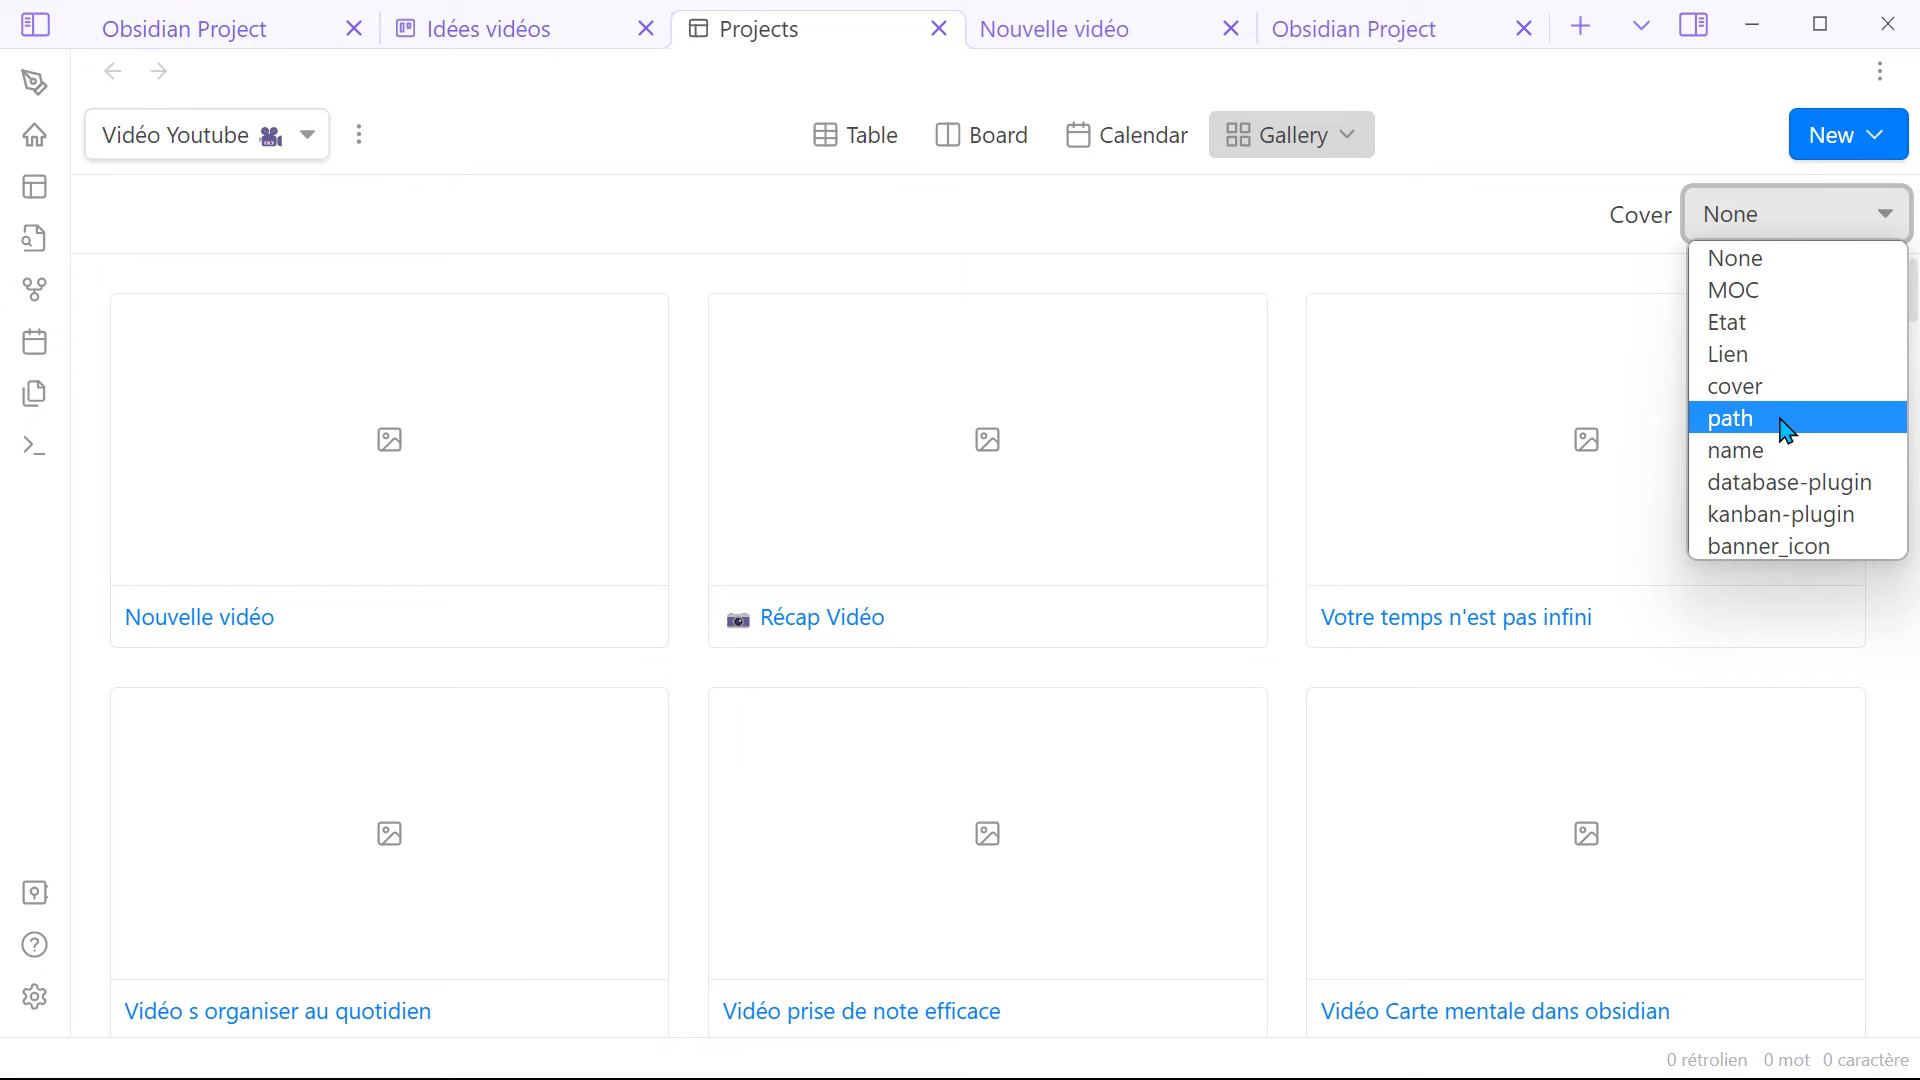 Obsidian Project
Idées vidéos
Projects
Nouvelle vidéo
Obsidian Project
Vidéo Youtube 🎥
Table
Board
Calendar
Gallery
New
Cover
None
None
MOC
Etat
Lien
cover
path
name
database-plugin
kanban-plugin
banner_icon
Nouvelle vidéo
📷 Récap Vidéo
Votre temps n'est pas infini
Vidéo s organiser au quotidien
Vidéo prise de note efficace
Vidéo Carte mentale dans obsidian
0 rétrolien 0 mot 0 caractère